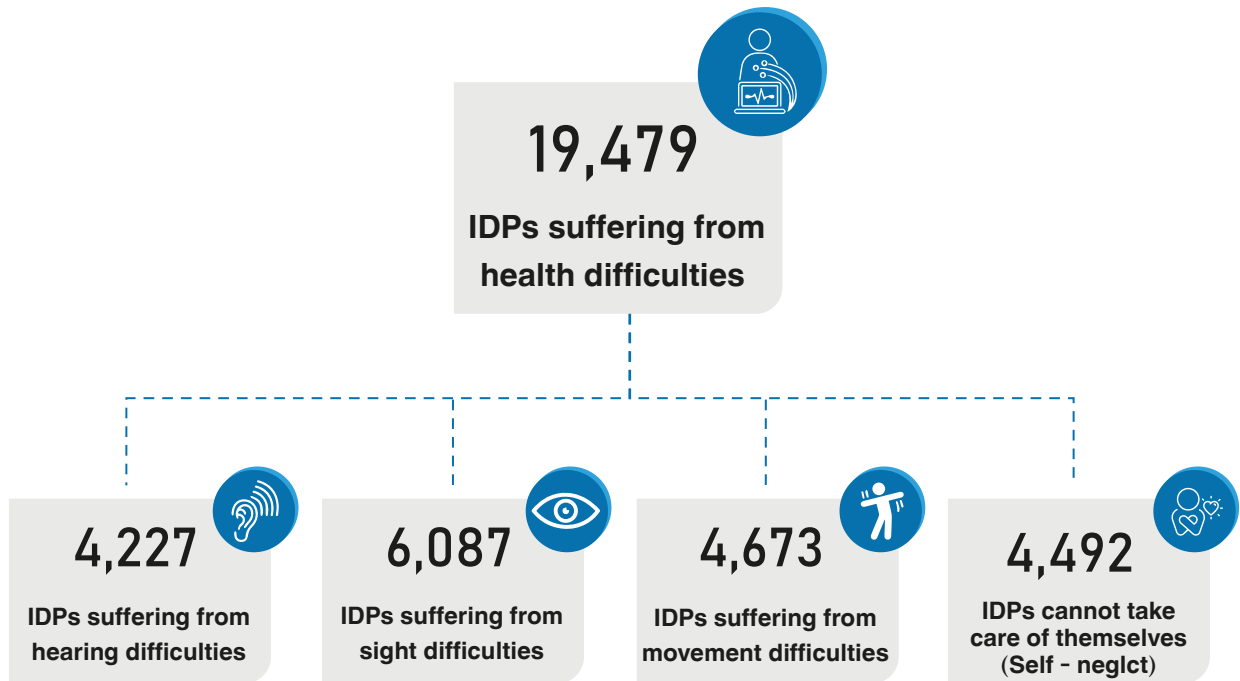 19,479
IDPs suffering from
health difficulties
4,227
IDPs suffering from
hearing difficulties
6,087
IDPs suffering from
sight difficulties
4,673
IDPs suffering from
movement difficulties
4,492
IDPs cannot take
care of themselves
(Self - neglct)